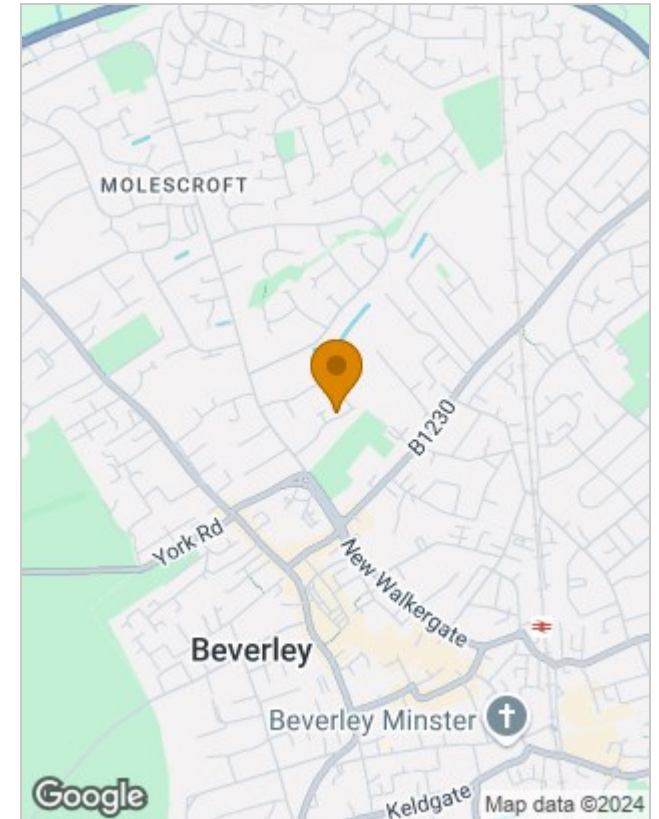 MOLESCROFT
B1230
York Rd
New Walkergate
Beverley
Beverley Minster
Keldgate
Google
Map data ©2024